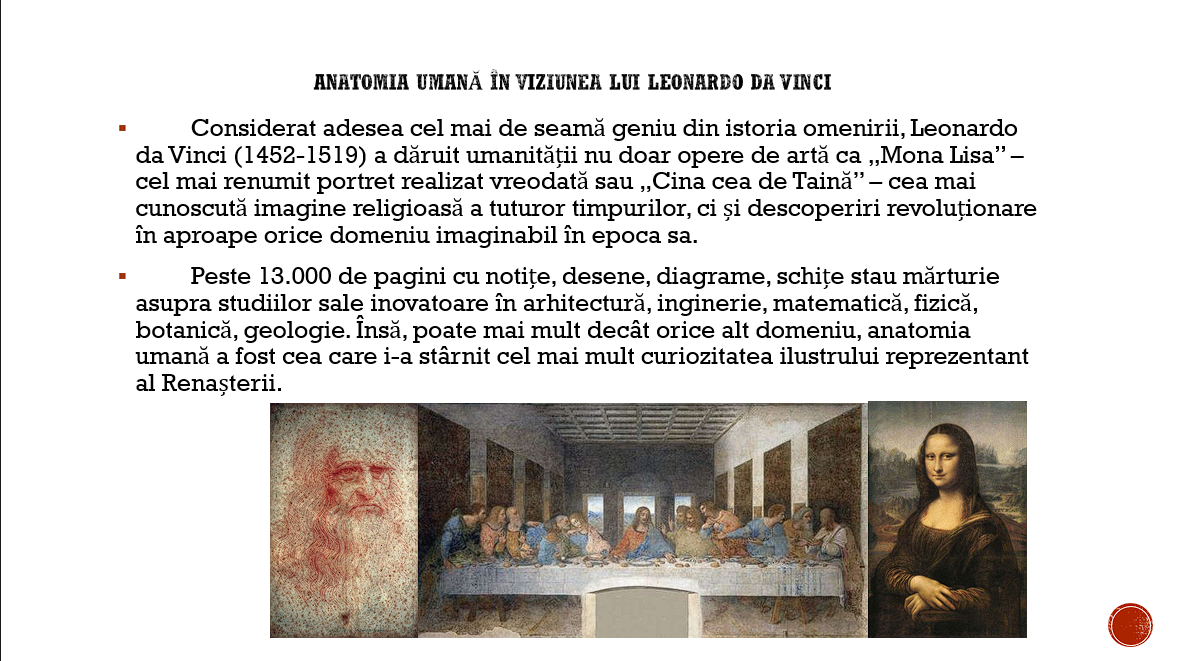 ANATOMIA UMANĂ ÎN VIZIUNEA LUI LEONARDO DA VINCI
Considerat adesea cel mai de seamă geniu din istoria omenirii, Leonardo
da Vinci (1452-1519) a dăruit umanității nu doar opere de artă ca „Mona Lisa” –
cel mai renumit portret realizat vreodată sau „Cina cea de Taină” – cea mai
cunoscută imagine religioasă a tuturor timpurilor, ci și descoperiri revoluționare
în aproape orice domeniu imaginabil în epoca sa.
Peste 13.000 de pagini cu notițe, desene, diagrame, schițe stau mărturie
asupra studiilor sale inovatoare în arhitectură, inginerie, matematică, fizică,
botanică, geologie. Însă, poate mai mult decât orice alt domeniu, anatomia
umană a fost cea care i-a stârnit cel mai mult curiozitatea ilustrului reprezentant
al Renașterii.